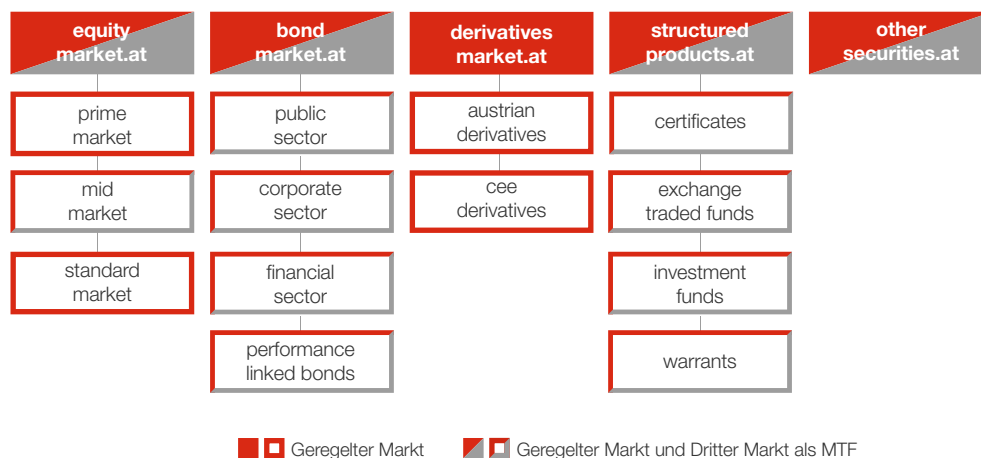 equity
market.at
prime
market
mid
market
standard
market
bond
market.at
public
sector
corporate
sector
financial
sector
performance
linked bonds
derivatives
market.at
austrian
derivatives
cee
derivatives
structured
products.at
certificates
exchange
traded funds
investment
funds
warrants
other
securities.at
Geregelter Markt
Geregelter Markt und Dritter Markt als MTF